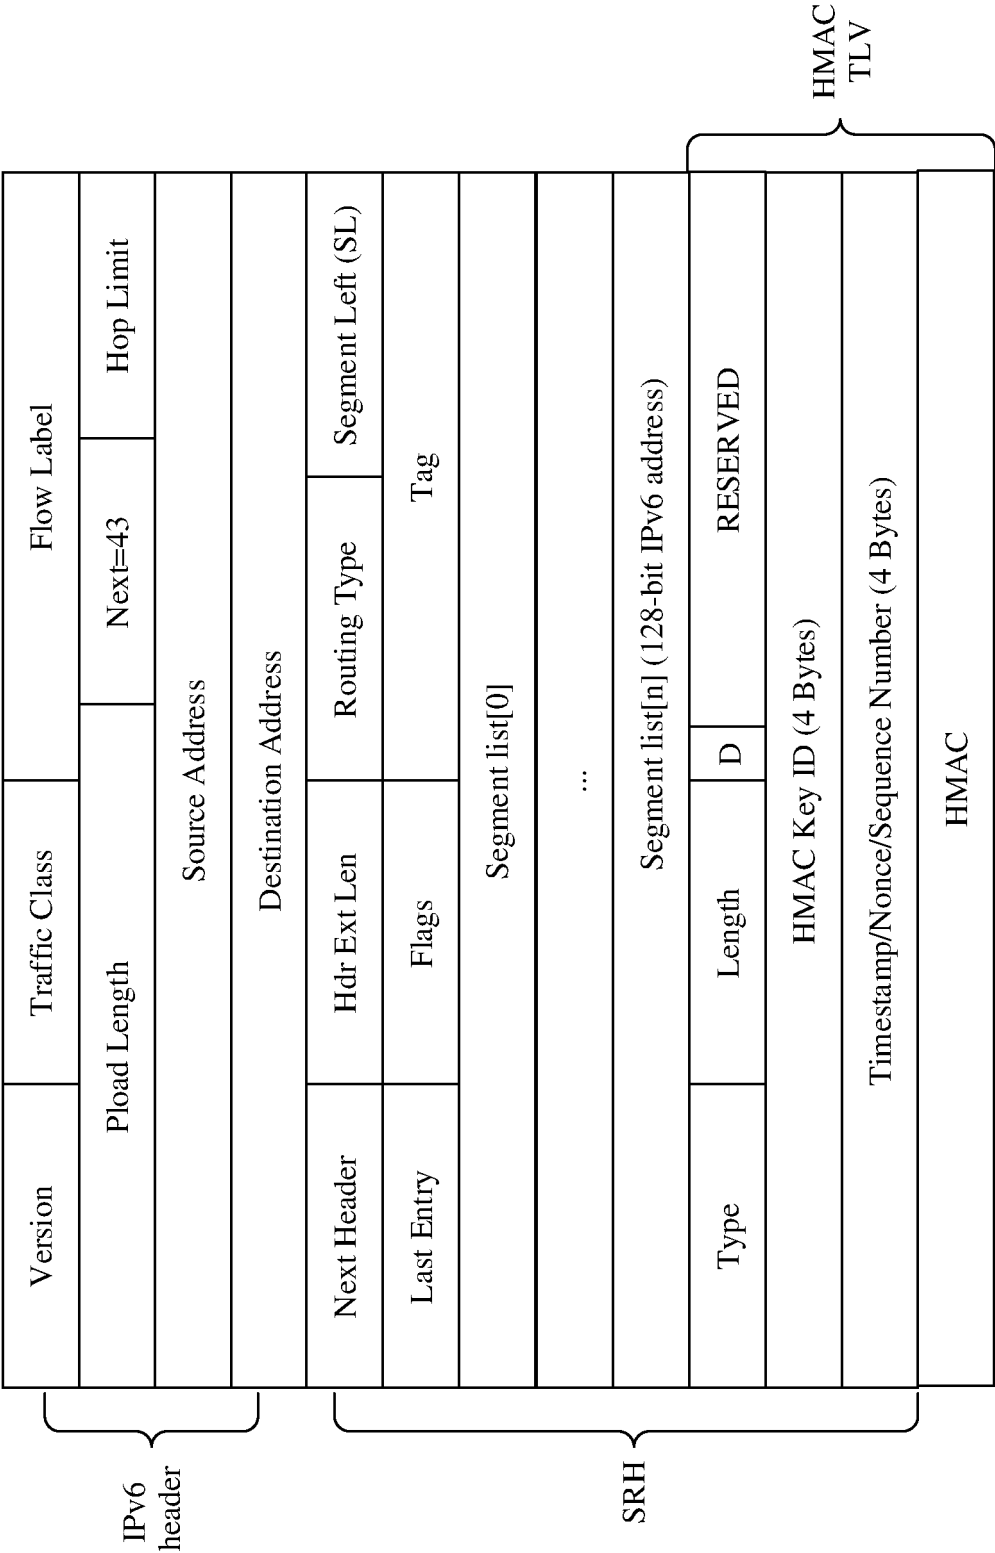 IPv6
header
Version
Traffic Class
Flow Label
Pload Length
Next=43
Hop Limit
Source Address
Destination Address
SRH
Next Header
Hdr Ext Len
Routing Type
Segment Left (SL)
Last Entry
Flags
Tag
Segment list[0]
...
Segment list[n] (128-bit IPv6 address)
Type
Length
D
RESERVED
HMAC Key ID (4 Bytes)
Timestamp/Nonce/Sequence Number (4 Bytes)
HMAC
HMAC
TLV